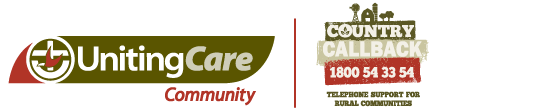 UnitingCare
Community
COUNTRY
CALLBACK
1800 54 33 54
TELEPHONE SUPPORT FOR
RURAL COMMUNITIES